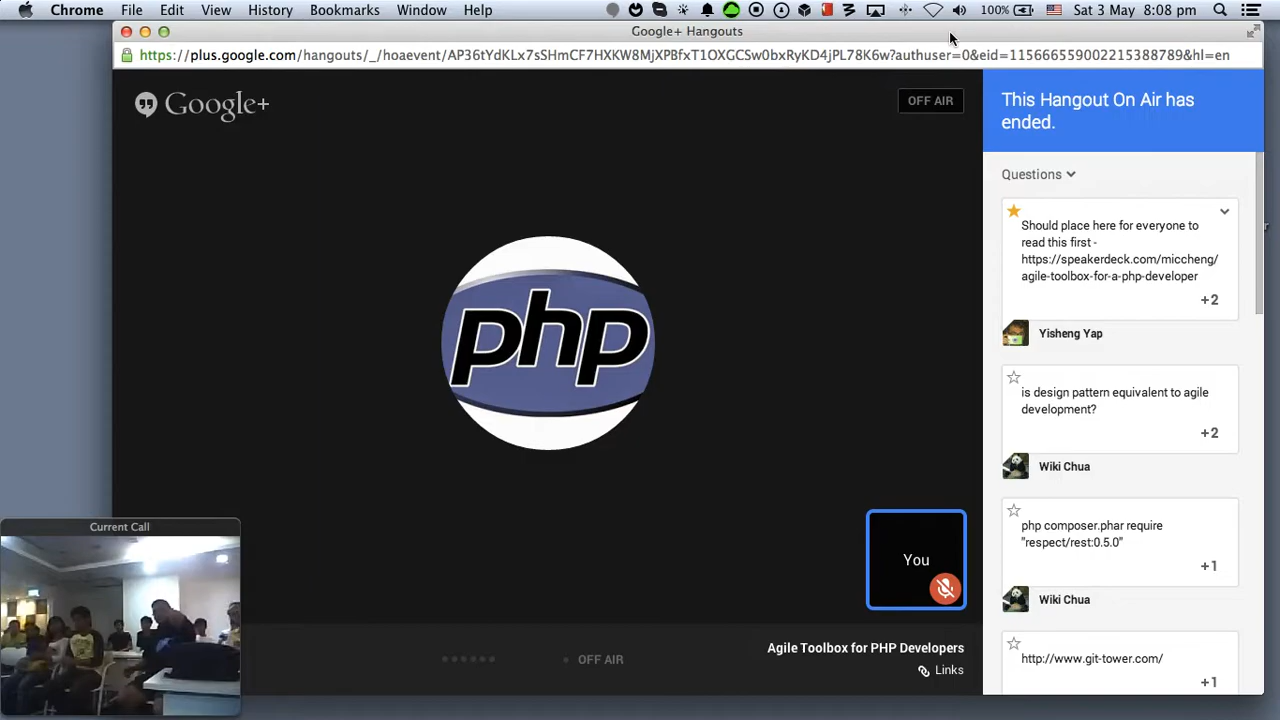 Chrome File Edit View History Bookmarks Window Help 100% Sat 3 May 8:08 pm
Google+ Hangouts
https://plus.google.com/hangouts/_/hoaevent/AP36tYdKLx7sSHmCF7HXKW8MjXPBfxT1OXGCSw0bxRyKD4jPL78K6w?authuser=0&eid=115666559002215388789&hl=en
Google+
OFF AIR
This Hangout On Air has
ended.
Questions
Should place here for everyone to
read this first -
https://speakerdeck.com/miccheng/
agile-toolbox-for-a-php-developer
+2
Yisheng Yap
is design pattern equivalent to agile
development?
+2
Wiki Chua
php composer.phar require
"respect/rest:0.5.0"
+1
Wiki Chua
http://www.git-tower.com/
+1
php
You
Current Call
OFF AIR
Agile Toolbox for PHP Developers
Links